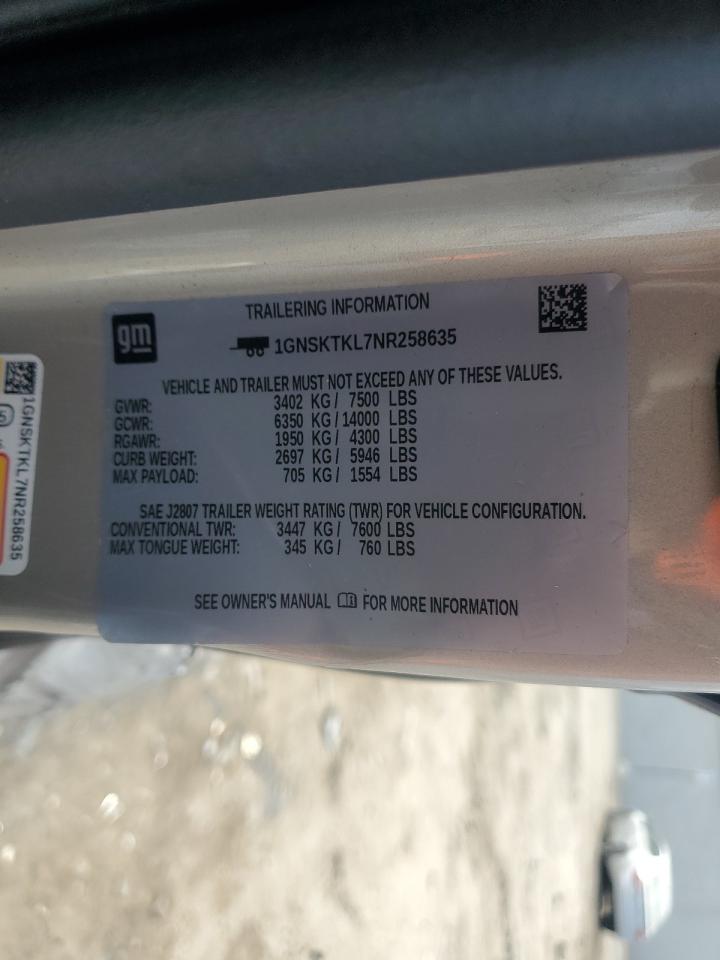 TRAILERING INFORMATION
gm
1GNSKTKL7NR258635
VEHICLE AND TRAILER MUST NOT EXCEED ANY OF THESE VALUES.
GVWR: 3402 KG / 7500 LBS
GCWR: 6350 KG / 14000 LBS
RGAWR: 1950 KG / 4300 LBS
CURB WEIGHT: 2697 KG / 5946 LBS
MAX PAYLOAD: 705 KG / 1554 LBS
SAE J2807 TRAILER WEIGHT RATING (TWR) FOR VEHICLE CONFIGURATION.
CONVENTIONAL TWR: 3447 KG / 7600 LBS
MAX TONGUE WEIGHT: 345 KG / 760 LBS
SEE OWNER'S MANUAL FOR MORE INFORMATION
1GNSKTKL7NR258635